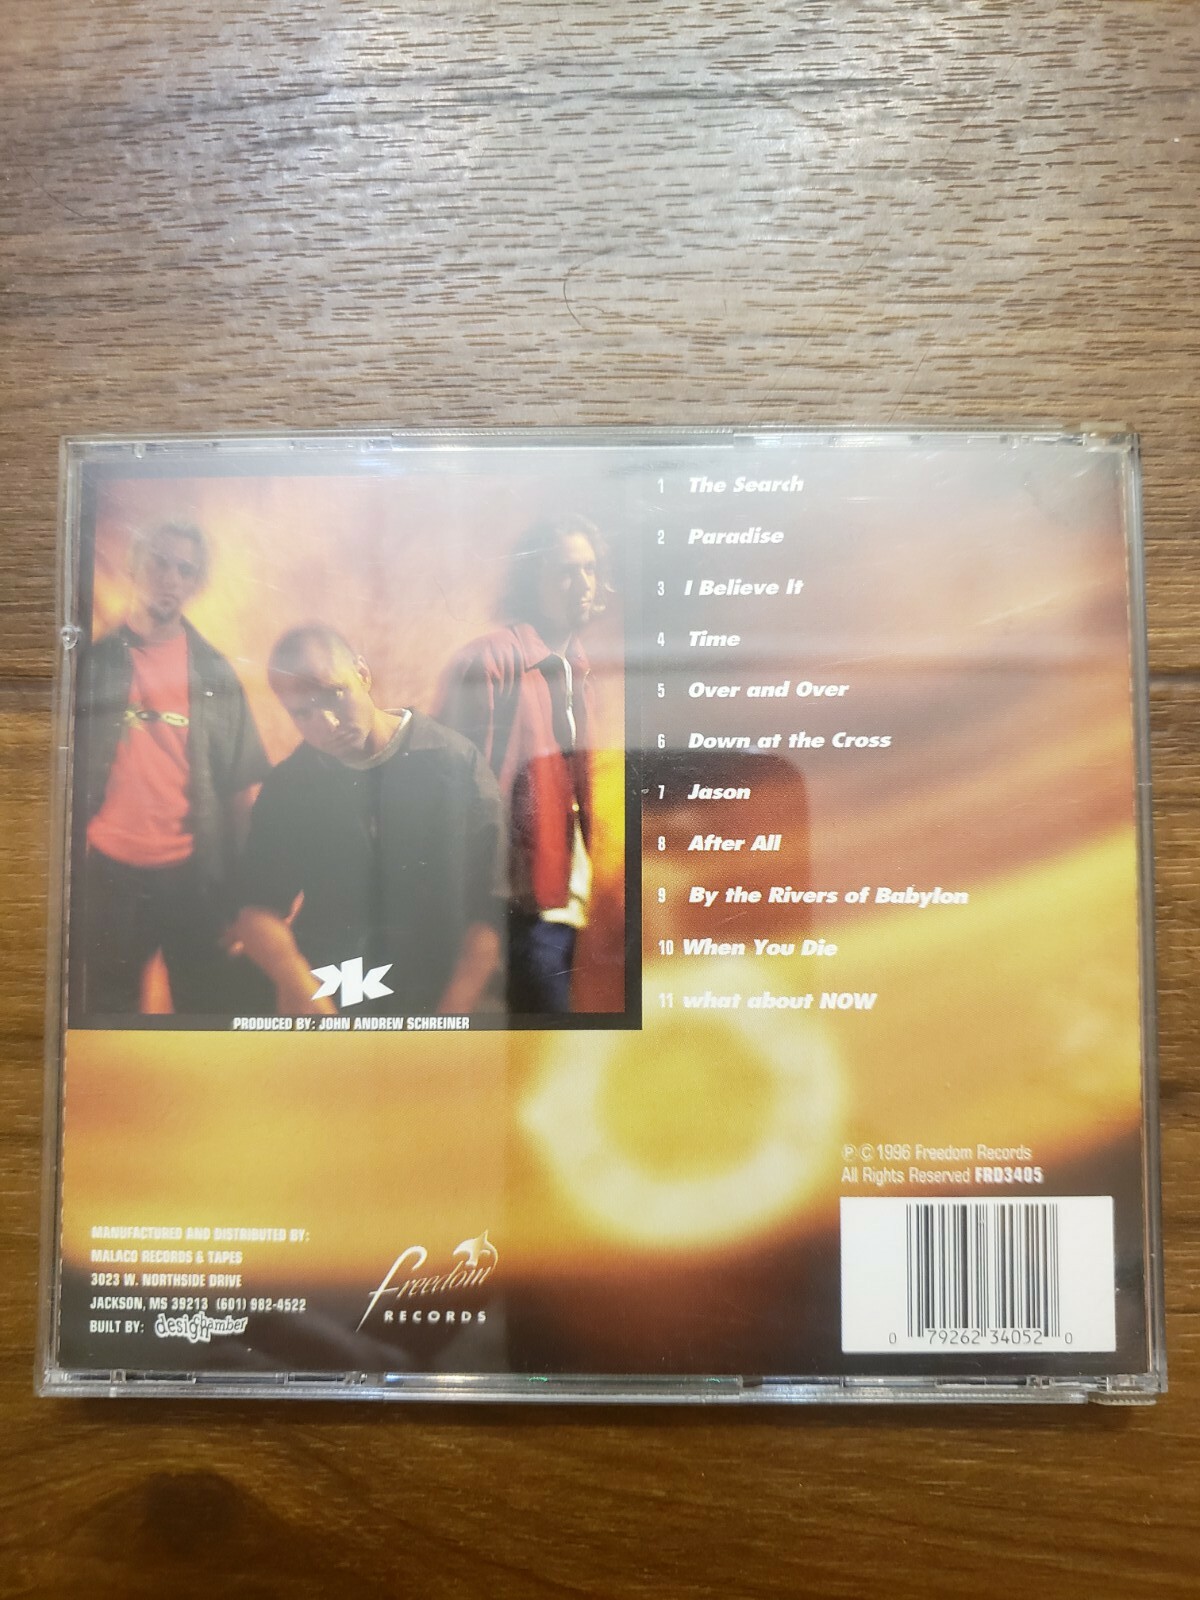 1 The Search
2 Paradise
3 I Believe It
4 Time
5 Over and Over
6 Down at the Cross
7 Jason
8 After All
9 By the Rivers of Babylon
10 When You Die
11 what about NOW
PRODUCED BY: JOHN ANDREW SCHREINER
℗ © 1996 Freedom Records
All Rights Reserved FRD3405
MANUFACTURED AND DISTRIBUTED BY:
MALACO RECORDS & TAPES
3023 W. NORTHSIDE DRIVE
JACKSON, MS 39213 (601) 982-4522
BUILT BY: designchamber
freedom
RECORDS
0 79262 34052 0